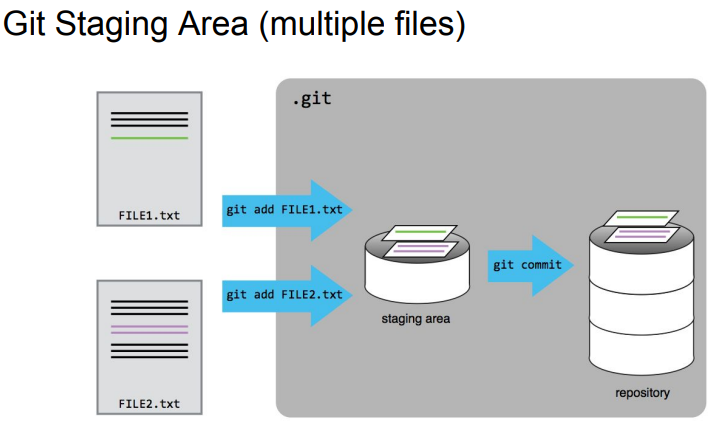 Git Staging Area (multiple files)
.git
FILE1.txt
git add FILE1.txt
git add FILE2.txt
git commit
staging area
repository
FILE2.txt